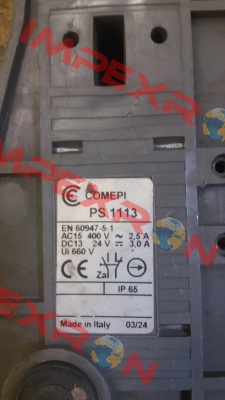 COMEPI
PS 1113
EN 60947-5-1
AC15 400 V ~ 2,5 A
DC13 24 V ⎓ 3,0 A
Ui 660 V
CE
Za
IP 65
Made in Italy 03/24
IMPEXRON
IMPEXRON